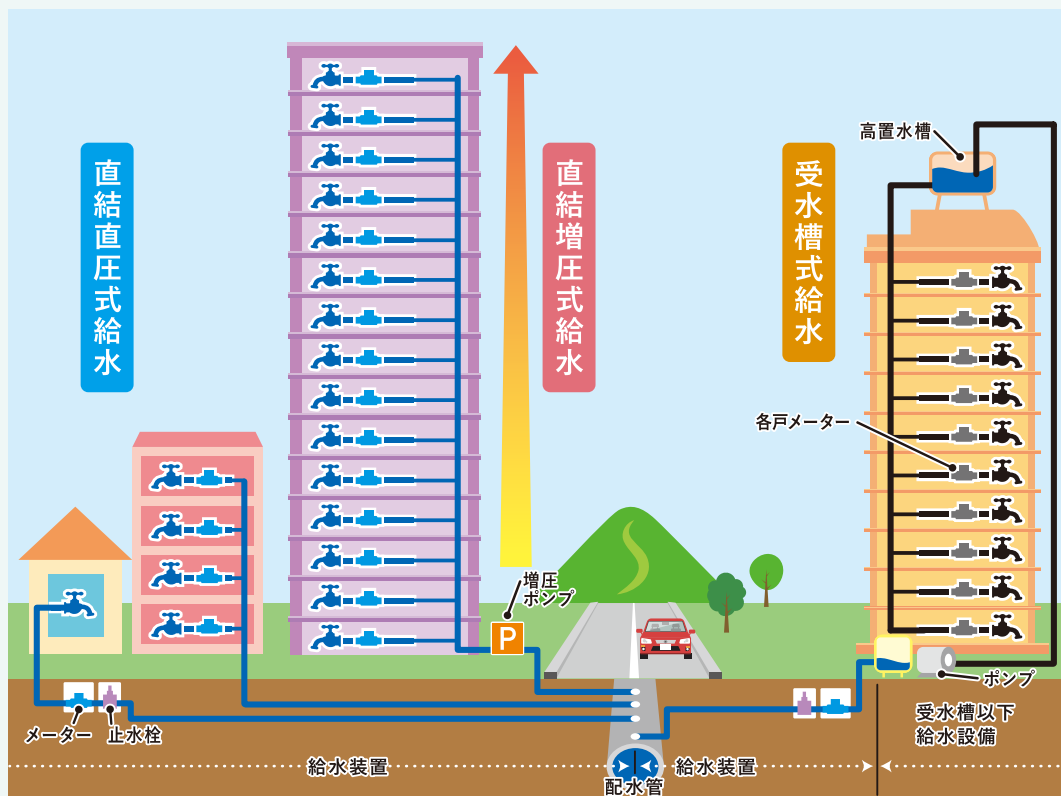 直結直圧式給水
直結増圧式給水
受水槽式給水
高置水槽
各戸メーター
増圧
ポンプ
P
ポンプ
メーター
止水栓
受水槽以下
給水設備
給水装置
給水装置
配水管